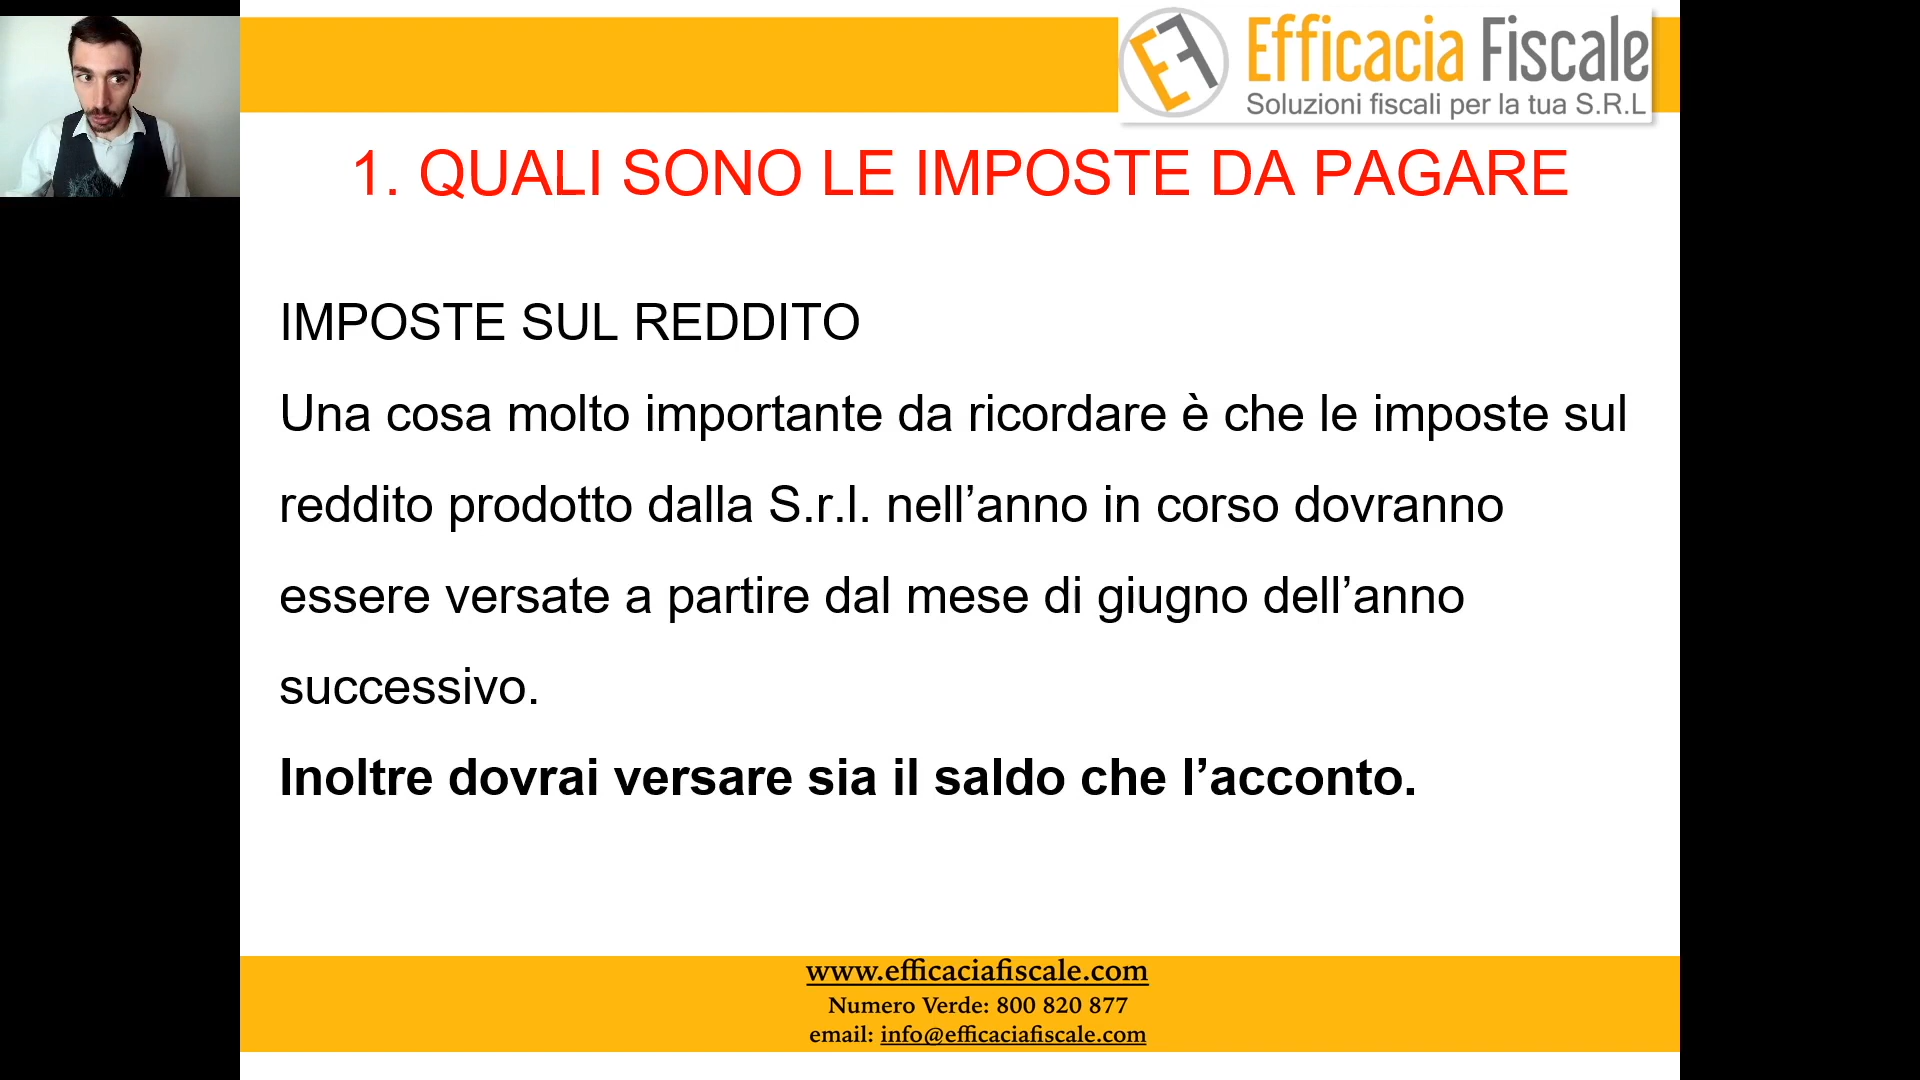 EF Efficacia Fiscale
Soluzioni fiscali per la tua S.R.L
1. QUALI SONO LE IMPOSTE DA PAGARE
IMPOSTE SUL REDDITO
Una cosa molto importante da ricordare è che le imposte sul
reddito prodotto dalla S.r.l. nell’anno in corso dovranno
essere versate a partire dal mese di giugno dell’anno
successivo.
Inoltre dovrai versare sia il saldo che l’acconto.
www.efficaciafiscale.com
Numero Verde: 800 820 877
email: info@efficaciafiscale.com